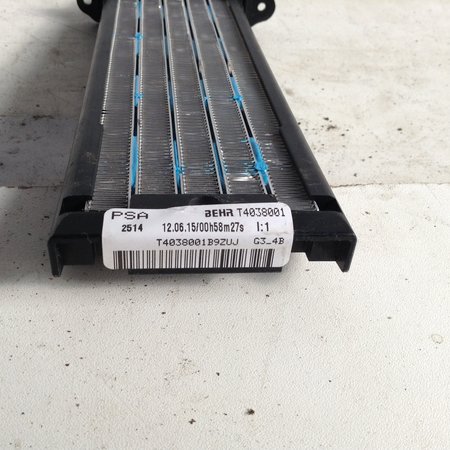 PSA BEHR T4038001
2514 12.06.15/00h58m27s I:1
T4038001B9ZUJ G3_4B